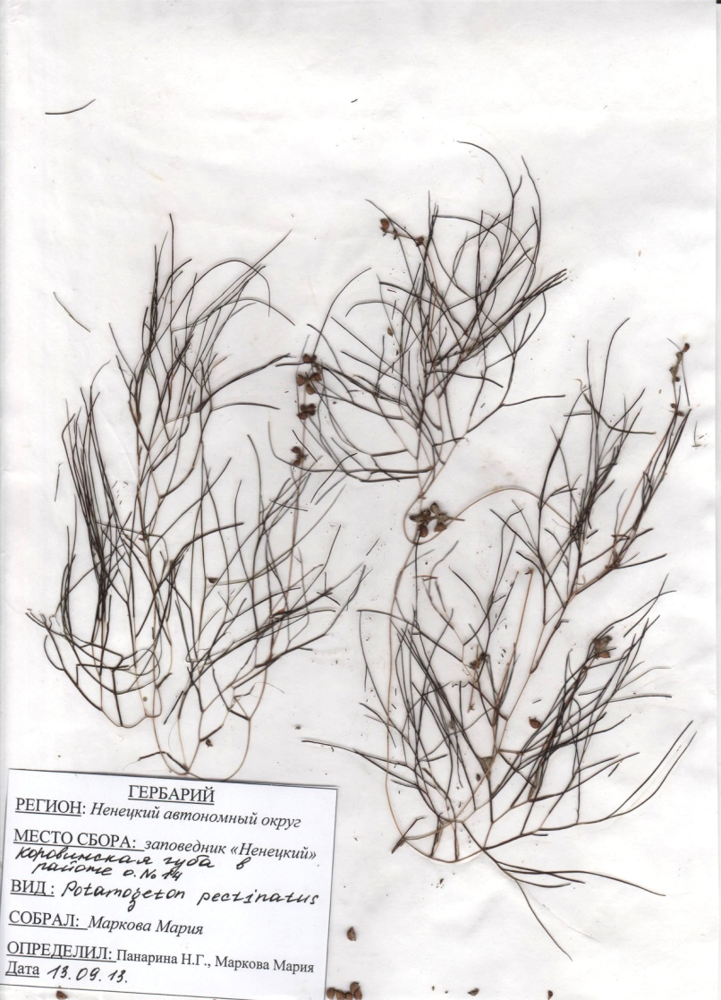 ГЕРБАРИЙ
РЕГИОН: Ненецкий автономный округ
МЕСТО СБОРА: заповедник «Ненецкий»
Коровинская губа в
районе о. № 14
ВИД: Potamogeton pectinatus
СОБРАЛ: Маркова Мария
ОПРЕДЕЛИЛ: Панарина Н.Г., Маркова Мария
Дата 13.09.13.